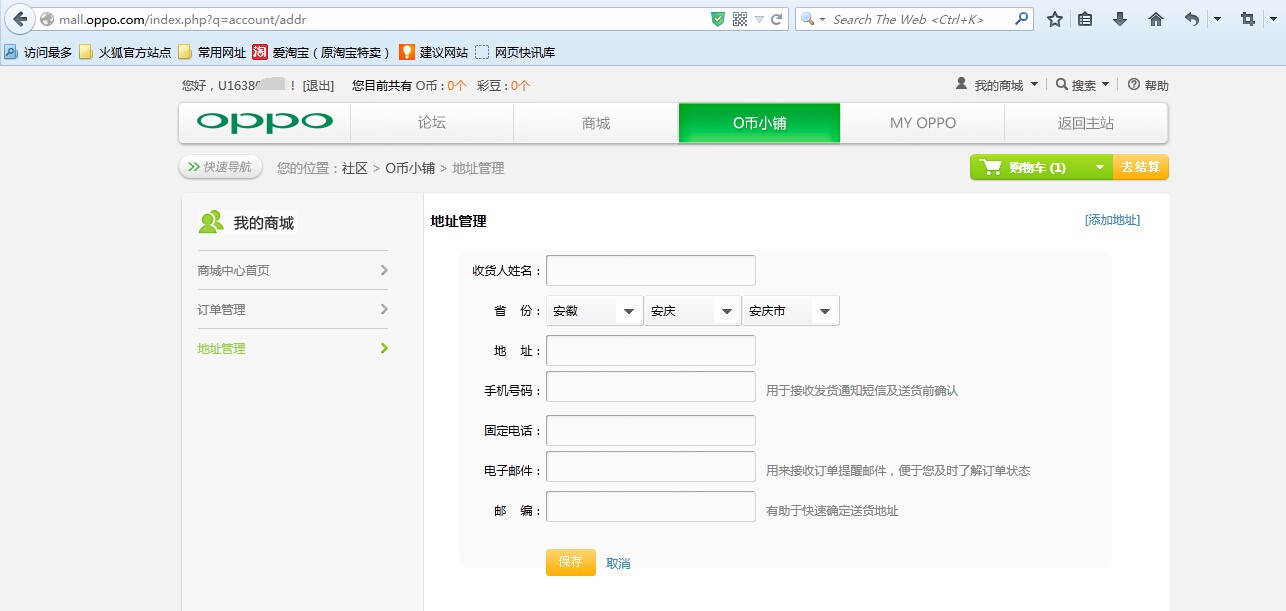 mall.oppo.com/index.php?q=account/addr
Search The Web <Ctrl+K>
访问最多 火狐官方站点 常用网址 淘 爱淘宝（原淘宝特卖） 建议网站 网页快讯库
您好，U1638 ！ [退出] 您目前共有 O币：0个 彩豆：0个 我的商城 搜索 帮助
oppo 论坛 商城 O币小铺 MY OPPO 返回主站
快速导航 您的位置：社区 > O币小铺 > 地址管理 购物车 (1) 去结算
我的商城
商城中心首页
订单管理
地址管理
地址管理 [添加地址]
收货人姓名：
省 份： 安徽 安庆 安庆市
地 址：
手机号码： 用于接收发货通知短信及送货前确认
固定电话：
电子邮件： 用来接收订单提醒邮件，便于您及时了解订单状态
邮 编： 有助于快速确定送货地址
保存 取消